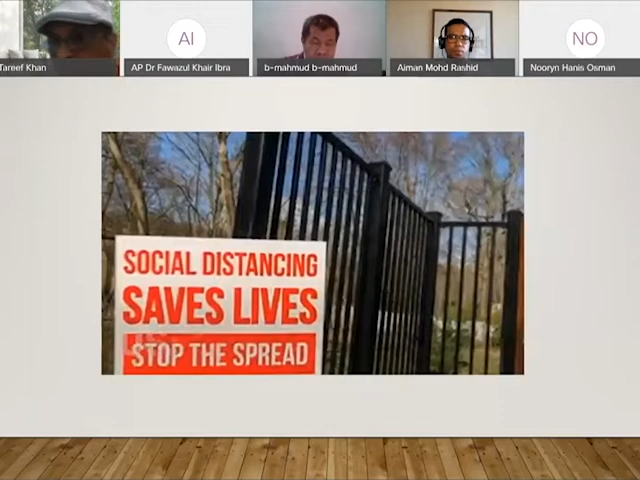 Tareef Khan
AI
AP Dr Fawazul Khair Ibra
b-mahmud b-mahmud
Aiman Mohd Rashid
NO
Nooryn Hanis Osman
SOCIAL DISTANCING
SAVES LIVES
STOP THE SPREAD